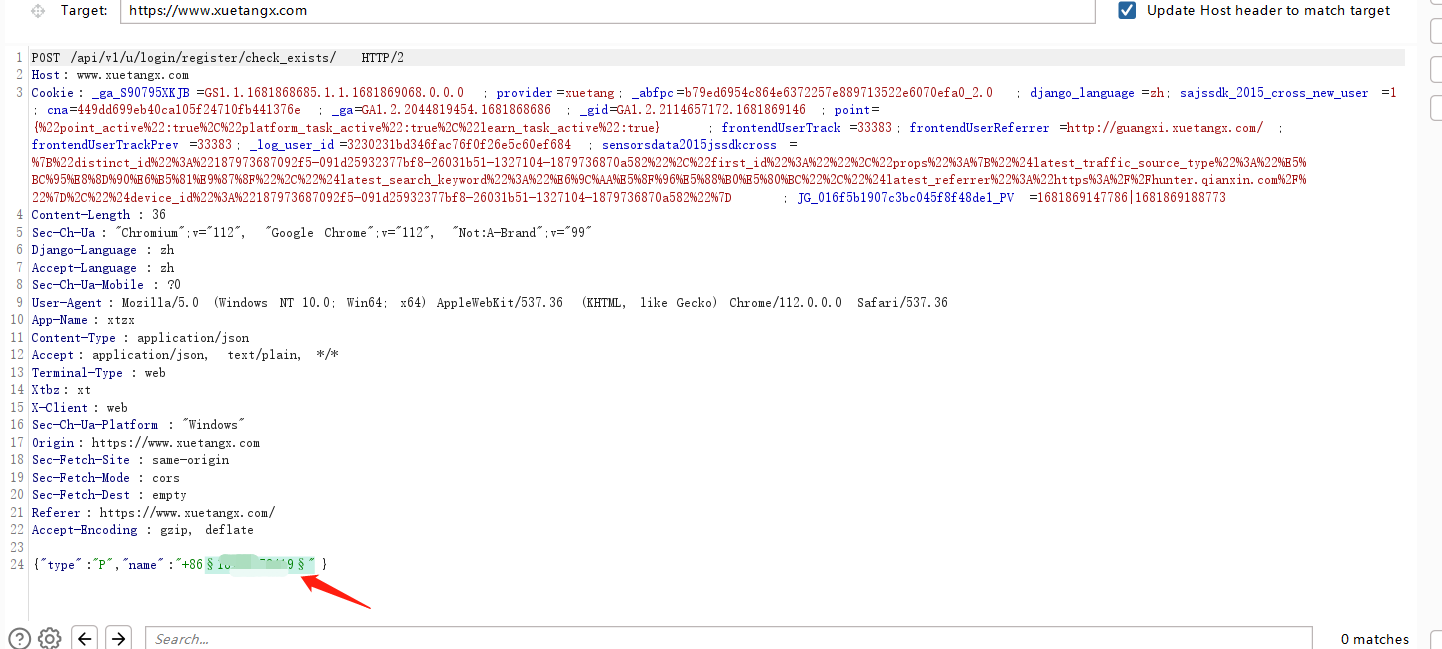 Target: https://www.xuetangx.com Update Host header to match target
1 POST /api/v1/u/login/register/check_exists/ HTTP/2
2 Host: www.xuetangx.com
3 Cookie: _ga_S90795XKJB=GS1.1.1681868685.1.1.1681869068.0.0.0 ; provider=xuetang; _abfpc=b79ed6954c864e6372257e889713522e6070efa0_2.0 ; django_language=zh; sajssdk_2015_cross_new_user =1
; cna=449dd699eb40ca105f24710fb441376e ; _ga=GA1.2.2044819454.1681868686 ; _gid=GA1.2.2114657172.1681869146 ; point=
{%22point_active%22:true%2C%22platform_task_active%22:true%2C%22learn_task_active%22:true} ; frontendUserTrack =33383; frontendUserReferrer =http://guangxi.xuetangx.com/ ;
frontendUserTrackPrev =33383; _log_user_id=3230231bd346fac76f0f26e5c60ef684 ; sensorsdata2015jssdkcross =
%7B%22distinct_id%22%3A%22187973687092f5-091d25932377bf8-26031b51-1327104-1879736870a582%22%2C%22first_id%22%3A%22%22%2C%22props%22%3A%7B%22%24latest_traffic_source_type%22%3A%22%E5%
BC%95%E8%8D%90%E6%B5%81%E9%87%8F%22%2C%22%24latest_search_keyword%22%3A%22%E6%9C%AA%E5%8F%96%E5%88%B0%E5%80%BC%22%2C%22%24latest_referrer%22%3A%22https%3A%2F%2Fhunter.qianxin.com%2F%
22%7D%2C%22%24device_id%22%3A%22187973687092f5-091d25932377bf8-26031b51-1327104-1879736870a582%22%7D ; JG_016f5b1907c3bc045f8f48de1_PV =1681869147786|1681869188773
4 Content-Length : 36
5 Sec-Ch-Ua : "Chromium";v="112", "Google Chrome";v="112", "Not:A-Brand";v="99"
6 Django-Language : zh
7 Accept-Language : zh
8 Sec-Ch-Ua-Mobile : ?0
9 User-Agent : Mozilla/5.0 (Windows NT 10.0; Win64; x64) AppleWebKit/537.36 (KHTML, like Gecko) Chrome/112.0.0.0 Safari/537.36
10 App-Name : xtzx
11 Content-Type : application/json
12 Accept : application/json, text/plain, */*
13 Terminal-Type : web
14 Xtbz : xt
15 X-Client : web
16 Sec-Ch-Ua-Platform : "Windows"
17 Origin : https://www.xuetangx.com
18 Sec-Fetch-Site : same-origin
19 Sec-Fetch-Mode : cors
20 Sec-Fetch-Dest : empty
21 Referer : https://www.xuetangx.com/
22 Accept-Encoding : gzip, deflate
23
24 {"type":"P","name":"+86§ 9§" }
Search... 0 matches